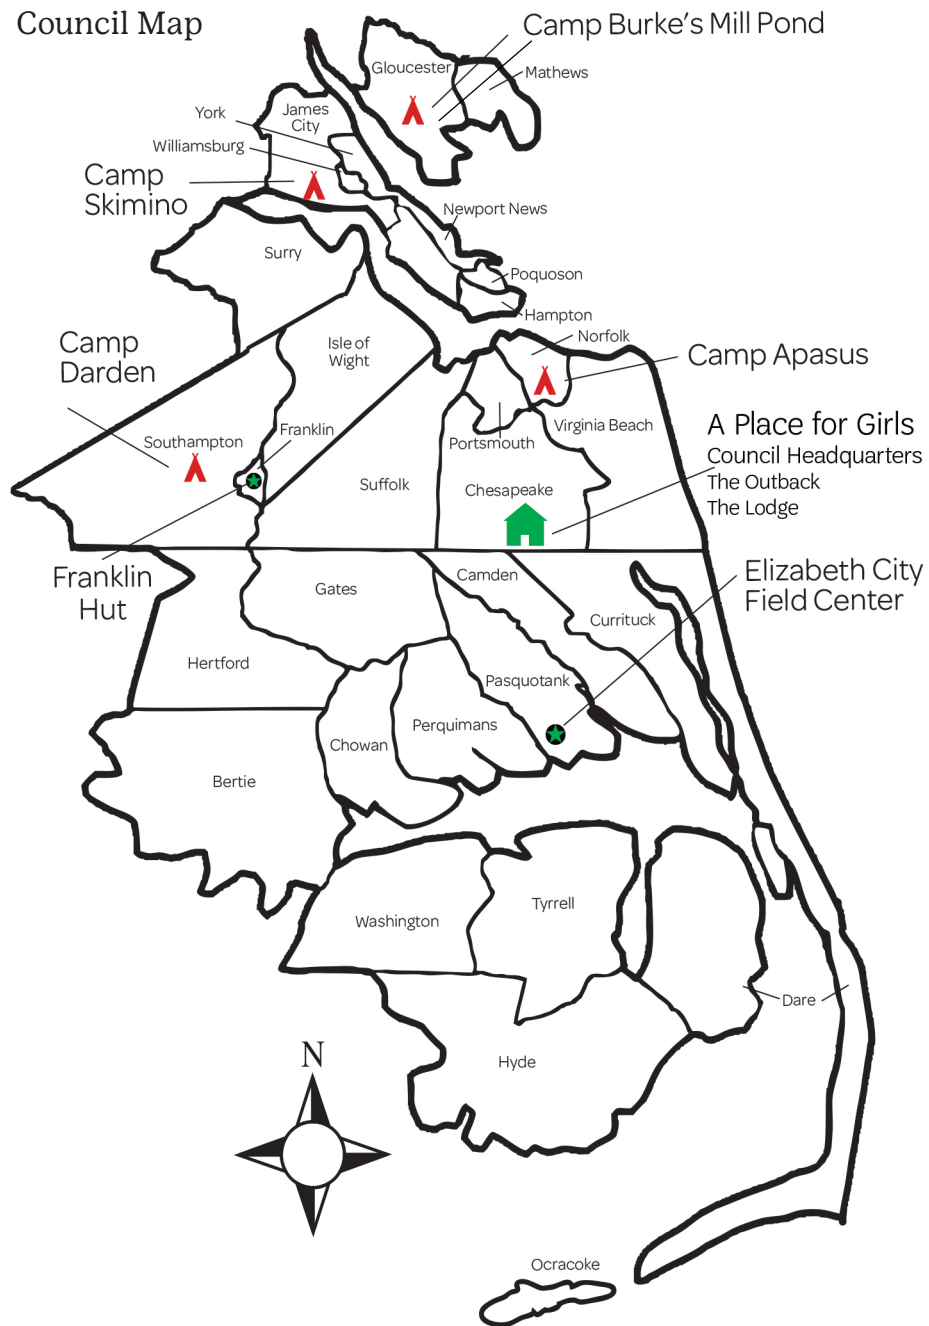 Council Map
Camp Burke's Mill Pond
Gloucester
Mathews
York
James
City
Williamsburg
Camp
Skimino
Newport News
Surry
Poquoson
Hampton
Norfolk
Camp
Darden
Isle of
Wight
Camp Apasus
Southampton
Franklin
Portsmouth
Virginia Beach
A Place for Girls
Council Headquarters
The Outback
The Lodge
Suffolk
Chesapeake
Franklin
Hut
Gates
Camden
Elizabeth City
Field Center
Currituck
Hertford
Pasquotank
Perquimans
Chowan
Bertie
Tyrrell
Washington
Dare
Hyde
N
Ocracoke